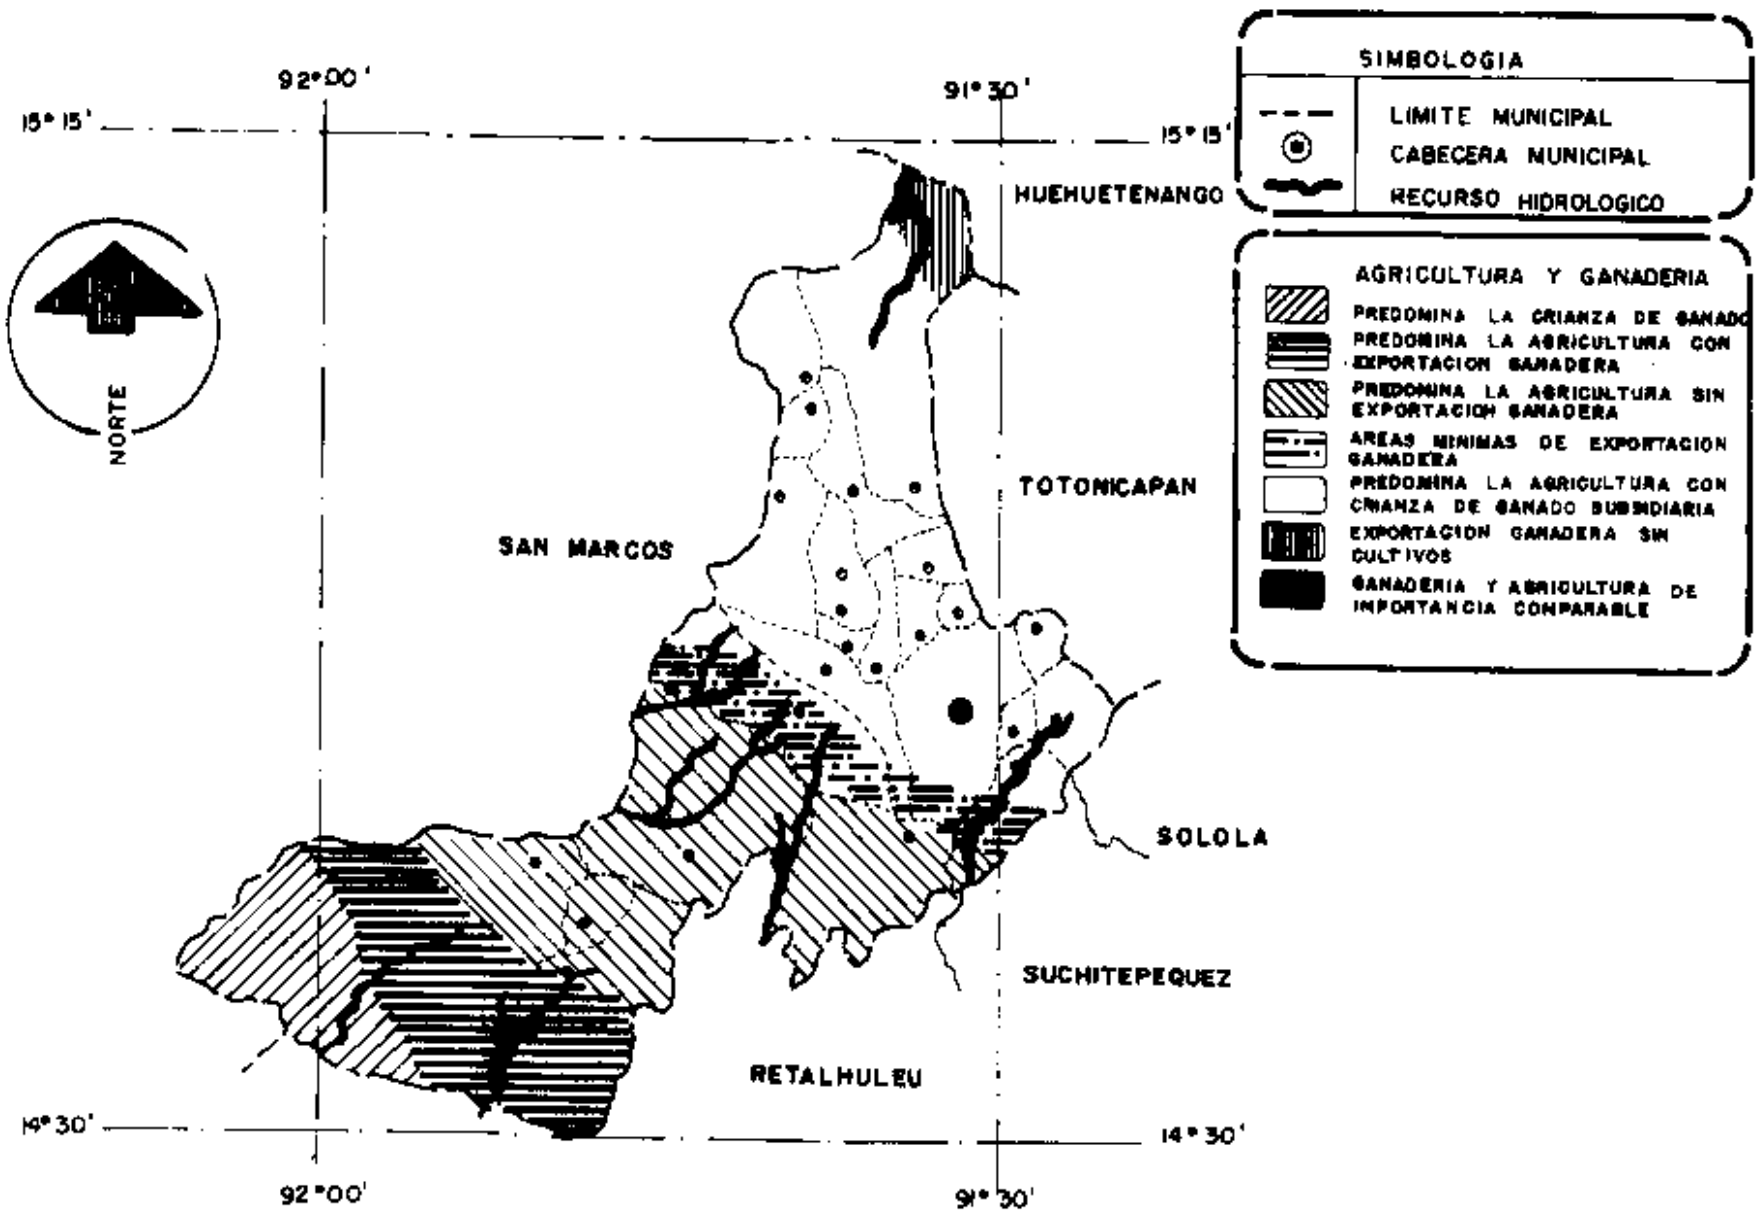 92°00'
91°30'
15°15'
15°15'
SIMBOLOGIA
LIMITE MUNICIPAL
CABECERA MUNICIPAL
RECURSO HIDROLOGICO
HUEHUETENANGO
NORTE
AGRICULTURA Y GANADERIA
PREDOMINA LA CRIANZA DE GANADO
PREDOMINA LA AGRICULTURA CON
EXPORTACION GANADERA
PREDOMINA LA AGRICULTURA SIN
EXPORTACION GANADERA
AREAS MINIMAS DE EXPORTACION
GANADERA
PREDOMINA LA AGRICULTURA CON
CRIANZA DE GANADO SUBSIDIARIA
EXPORTACION GANADERA SIN
CULTIVOS
GANADERIA Y AGRICULTURA DE
IMPORTANCIA COMPARABLE
TOTONICAPAN
SAN MARCOS
SOLOLA
SUCHITEPEQUEZ
RETALHULEU
14°30'
14°30'
92°00'
91°30'